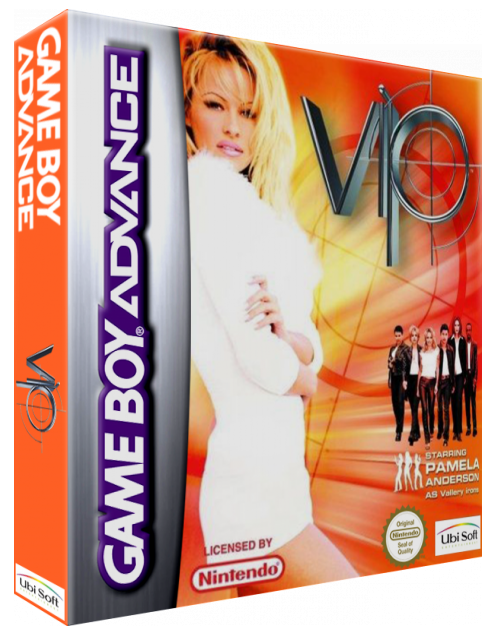 GAME BOY
ADVANCE
VIP
Ubi Soft
GAME BOY ADVANCE
VIP
STARRING
PAMELA
ANDERSON
AS Vallery Irons
LICENSED BY
Nintendo®
Original
Nintendo
Seal of
Quality
Ubi Soft